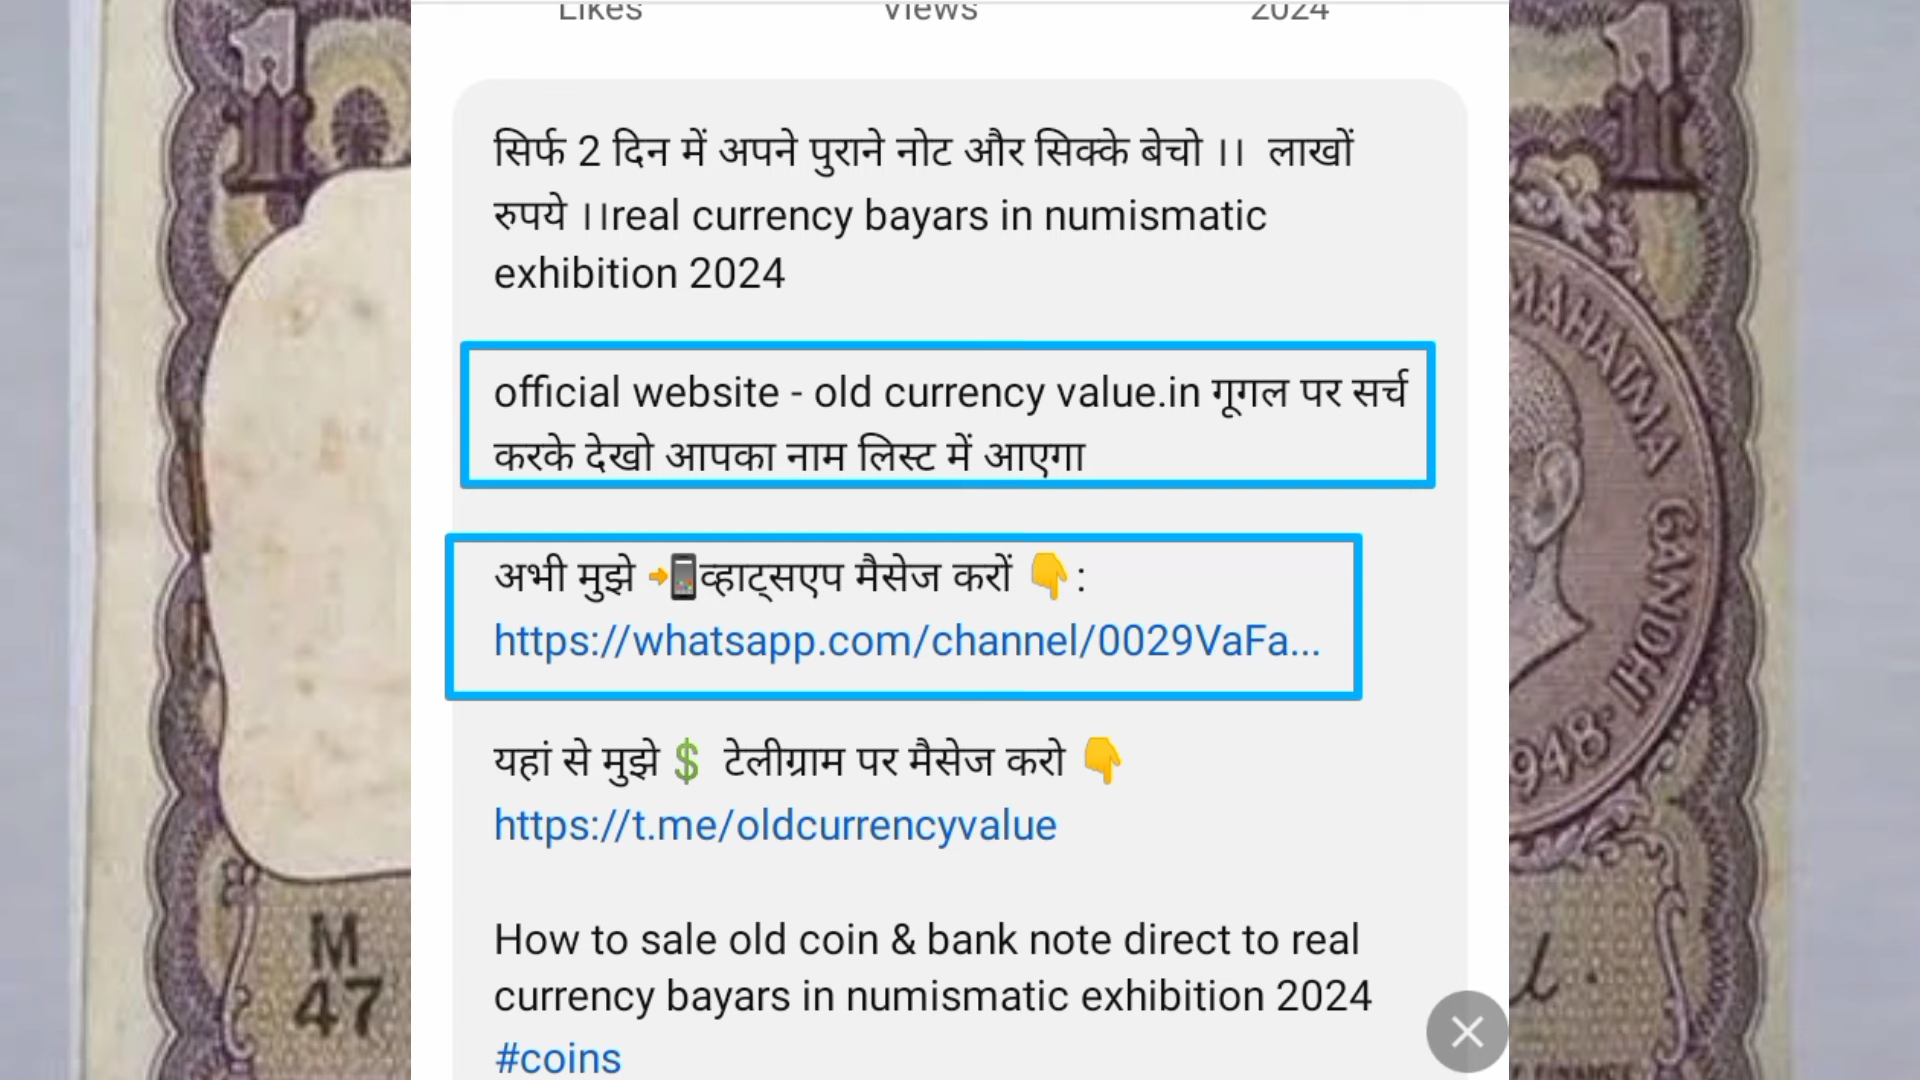 Likes Views 2024
सिर्फ 2 दिन में अपने पुराने नोट और सिक्के बेचो ।। लाखों
रुपये ।।real currency bayars in numismatic
exhibition 2024
official website - old currency value.in गूगल पर सर्च
करके देखो आपका नाम लिस्ट में आएगा
अभी मुझे 📲व्हाट्सएप मैसेज करों 👇:
https://whatsapp.com/channel/0029VaFa...
यहां से मुझे 💲 टेलीग्राम पर मैसेज करो 👇
https://t.me/oldcurrencyvalue
How to sale old coin & bank note direct to real
currency bayars in numismatic exhibition 2024
#coins
1
1
M
47
MAHATMA GANDHI
1948